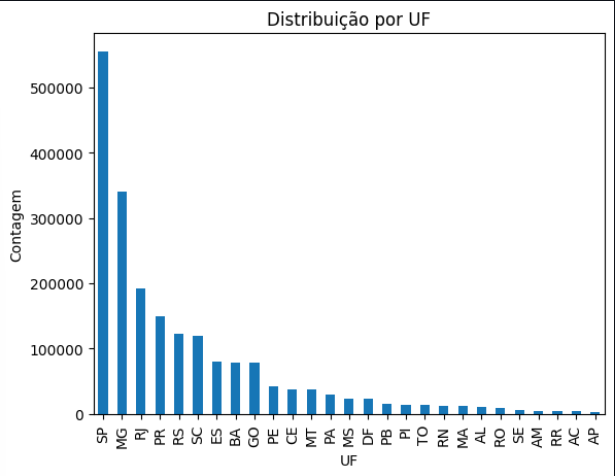 Distribuição por UF
Contagem
500000
400000
300000
200000
100000
0
SP MG RJ PR RS SC ES BA GO PE CE MT PA MS DF PB PI TO RN MA AL RO SE AM RR AC AP
UF